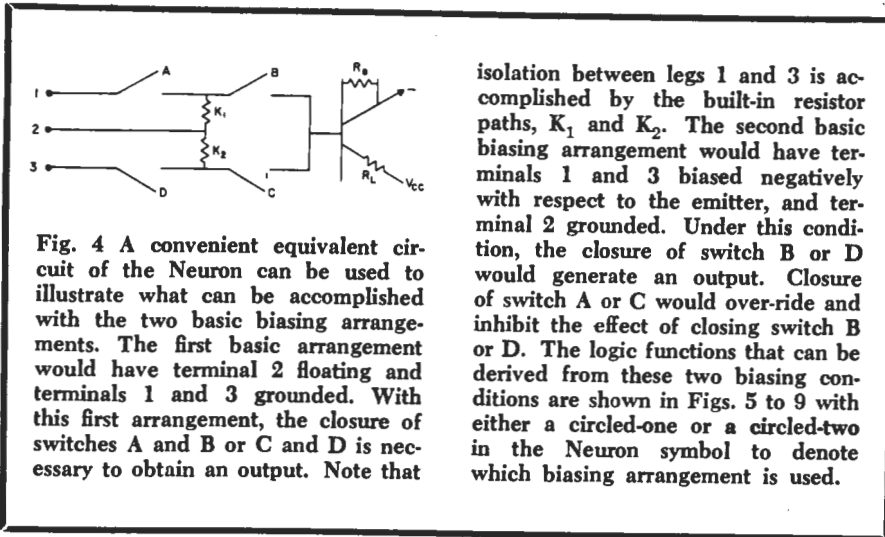 A
B
R_B
1
K₁
2
K₂
3
R_L
V_CC
D
C
Fig. 4 A convenient equivalent cir-
cuit of the Neuron can be used to
illustrate what can be accomplished
with the two basic biasing arrange-
ments. The first basic arrangement
would have terminal 2 floating and
terminals 1 and 3 grounded. With
this first arrangement, the closure of
switches A and B or C and D is nec-
essary to obtain an output. Note that
isolation between legs 1 and 3 is ac-
complished by the built-in resistor
paths, K₁ and K₂. The second basic
biasing arrangement would have ter-
minals 1 and 3 biased negatively
with respect to the emitter, and ter-
minal 2 grounded. Under this condi-
tion, the closure of switch B or D
would generate an output. Closure
of switch A or C would over-ride and
inhibit the effect of closing switch B
or D. The logic functions that can be
derived from these two biasing con-
ditions are shown in Figs. 5 to 9 with
either a circled-one or a circled-two
in the Neuron symbol to denote
which biasing arrangement is used.